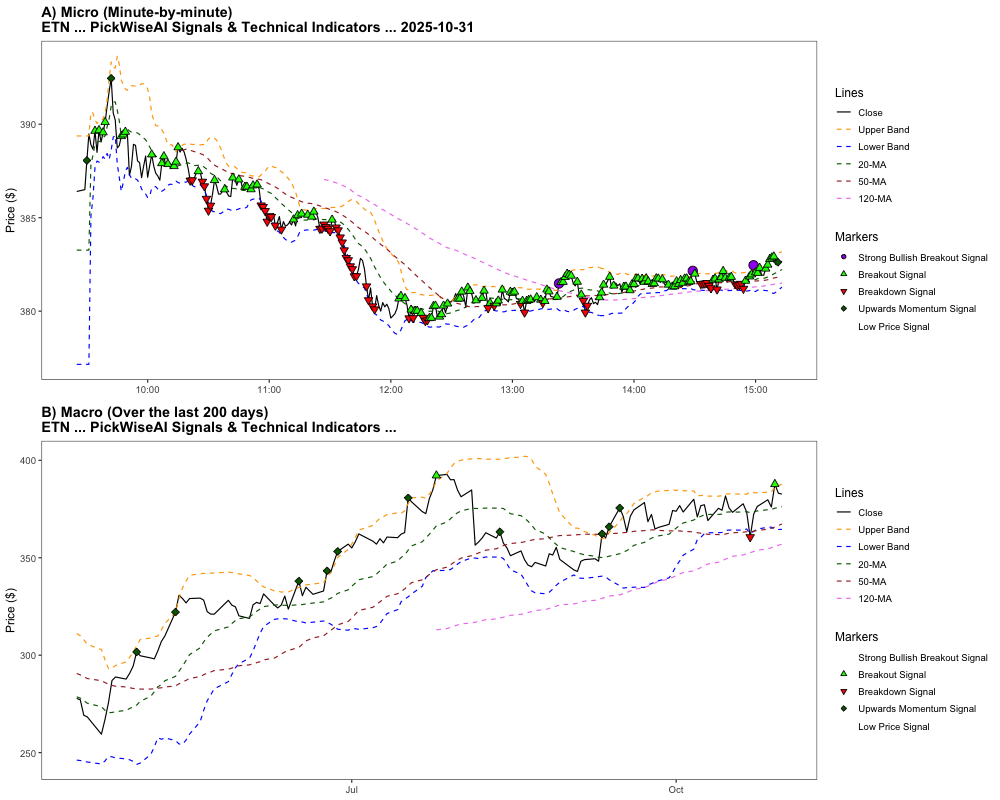 A) Micro (Minute-by-minute)
ETN ... PickWiseAI Signals & Technical Indicators ... 2025-10-31
Price ($)
390
385
380
10:00
11:00
12:00
13:00
14:00
15:00
Lines
Close
Upper Band
Lower Band
20-MA
50-MA
120-MA
Markers
Strong Bullish Breakout Signal
Breakout Signal
Breakdown Signal
Upwards Momentum Signal
Low Price Signal
B) Macro (Over the last 200 days)
ETN ... PickWiseAI Signals & Technical Indicators ...
Price ($)
400
350
300
250
Jul
Oct
Lines
Close
Upper Band
Lower Band
20-MA
50-MA
120-MA
Markers
Strong Bullish Breakout Signal
Breakout Signal
Breakdown Signal
Upwards Momentum Signal
Low Price Signal